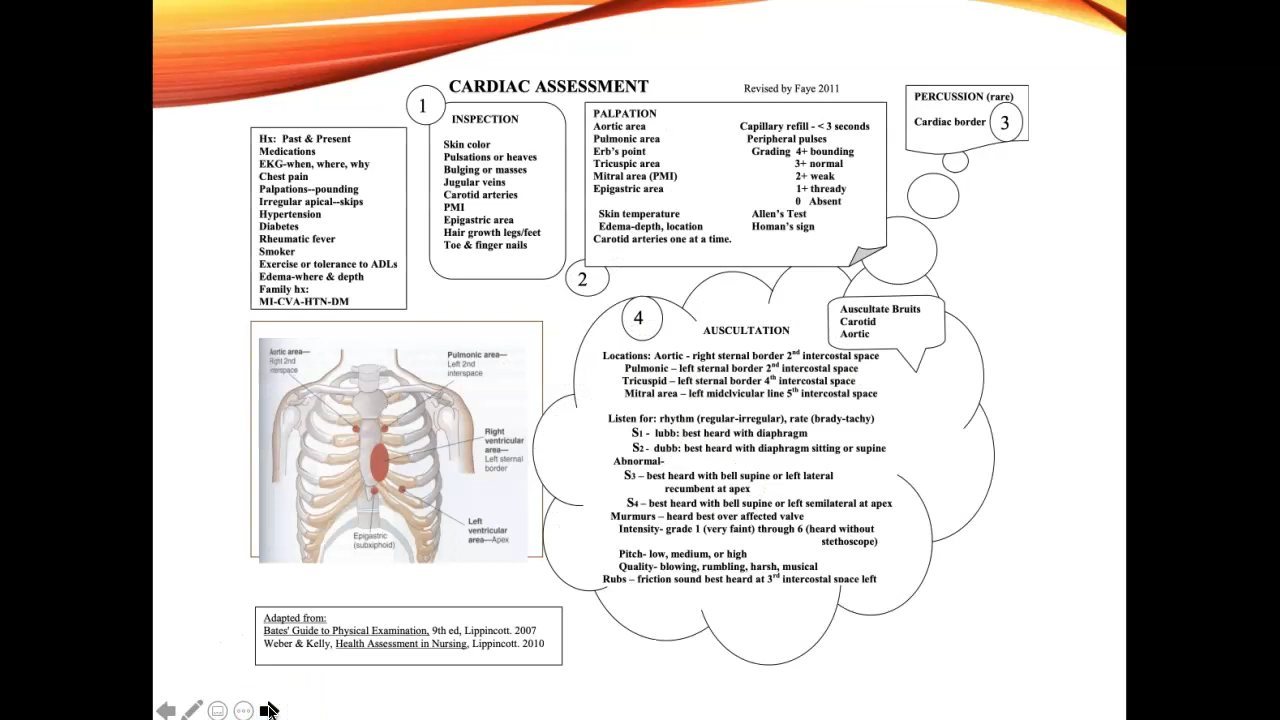 CARDIAC ASSESSMENT
Revised by Faye 2011
Hx:  Past & Present
Medications
EKG-when, where, why
Chest pain
Palpations--pounding
Irregular apical--skips
Hypertension
Diabetes
Rheumatic fever
Smoker
Exercise or tolerance to ADLs
Edema-where & depth
Family hx:
MI-CVA-HTN-DM
1
INSPECTION
Skin color
Pulsations or heaves
Bulging or masses
Jugular veins
Carotid arteries
PMI
Epigastric area
Hair growth legs/feet
Toe & finger nails
2
PALPATION
Aortic area
Pulmonic area
Erb's point
Tricuspic area
Mitral area (PMI)
Epigastric area
Skin temperature
Edema-depth, location
Carotid arteries one at a time.
Capillary refill - < 3 seconds
Peripheral pulses
Grading  4+ bounding
3+ normal
2+ weak
1+ thready
0  Absent
Allen's Test
Homan's sign
PERCUSSION (rare)
Cardiac border
3
4
AUSCULTATION
Auscultate Bruits
Carotid
Aortic
Locations: Aortic - right sternal border 2nd intercostal space
Pulmonic – left sternal border 2nd intercostal space
Tricuspid – left sternal border 4th intercostal space
Mitral area – left midclvicular line 5th intercostal space
Listen for: rhythm (regular-irregular), rate (brady-tachy)
S1 -  lubb: best heard with diaphragm
S2 -  dubb: best heard with diaphragm sitting or supine
Abnormal-
S3 – best heard with bell supine or left lateral
recumbent at apex
S4 – best heard with bell supine or left semilateral at apex
Murmurs – heard best over affected valve
Intensity- grade 1 (very faint) through 6 (heard without
stethoscope)
Pitch- low, medium, or high
Quality- blowing, rumbling, harsh, musical
Rubs – friction sound best heard at 3rd intercostal space left
Aortic area—
Right 2nd
interspace
Pulmonic area—
Left 2nd
interspace
Right
ventricular
area—
Left sternal
border
Left
ventricular
area—Apex
Epigastric
(subxiphoid)
Adapted from:
Bates' Guide to Physical Examination, 9th ed, Lippincott. 2007
Weber & Kelly, Health Assessment in Nursing, Lippincott. 2010